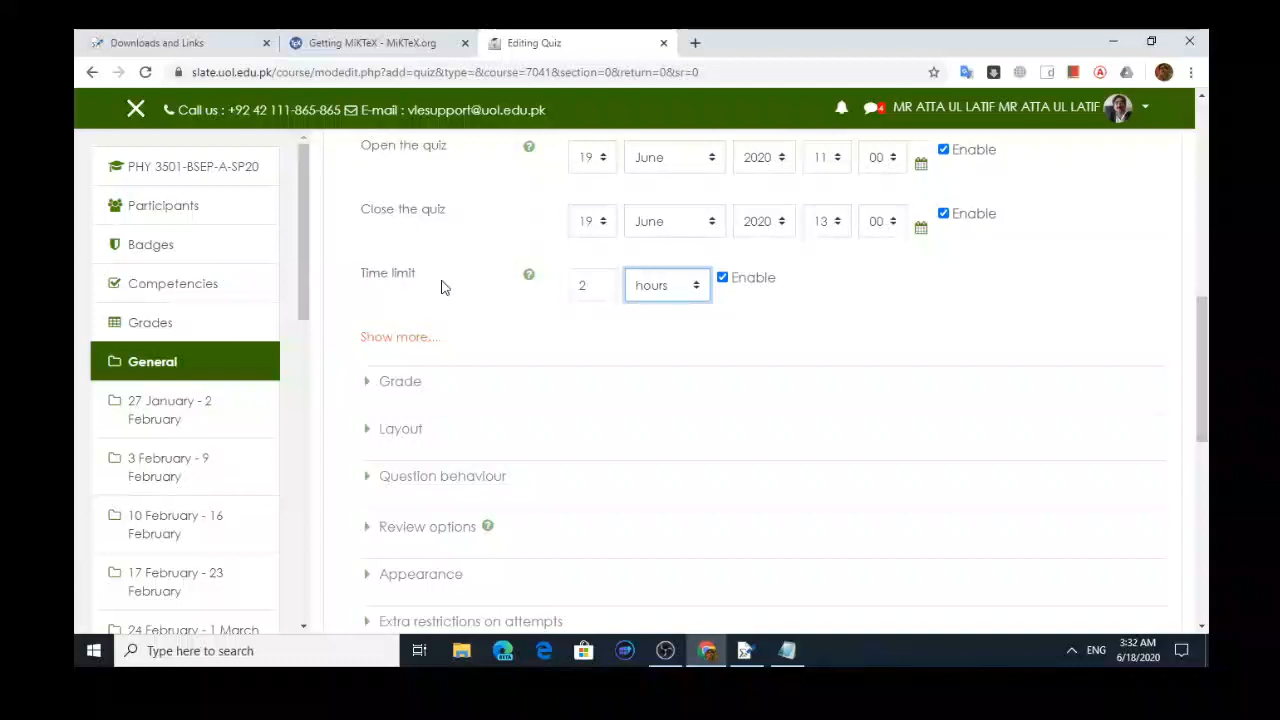 Downloads and Links
Getting MiKTeX - MiKTeX.org
Editing Quiz
slate.uol.edu.pk/course/modedit.php?add=quiz&type=&course=7041&section=0&return=0&sr=0
Call us : +92 42 111-865-865 E-mail : vlesupport@uol.edu.pk
4
MR ATTA UL LATIF MR ATTA UL LATIF
PHY 3501-BSEP-A-SP20
Participants
Badges
Competencies
Grades
General
27 January - 2
February
3 February - 9
February
10 February - 16
February
17 February - 23
February
24 February - 1 March
Open the quiz
19 June 2020 11 00 Enable
Close the quiz
19 June 2020 13 00 Enable
Time limit
2 hours Enable
Show more....
Grade
Layout
Question behaviour
Review options
Appearance
Extra restrictions on attempts
Type here to search
ENG
3:32 AM
6/18/2020